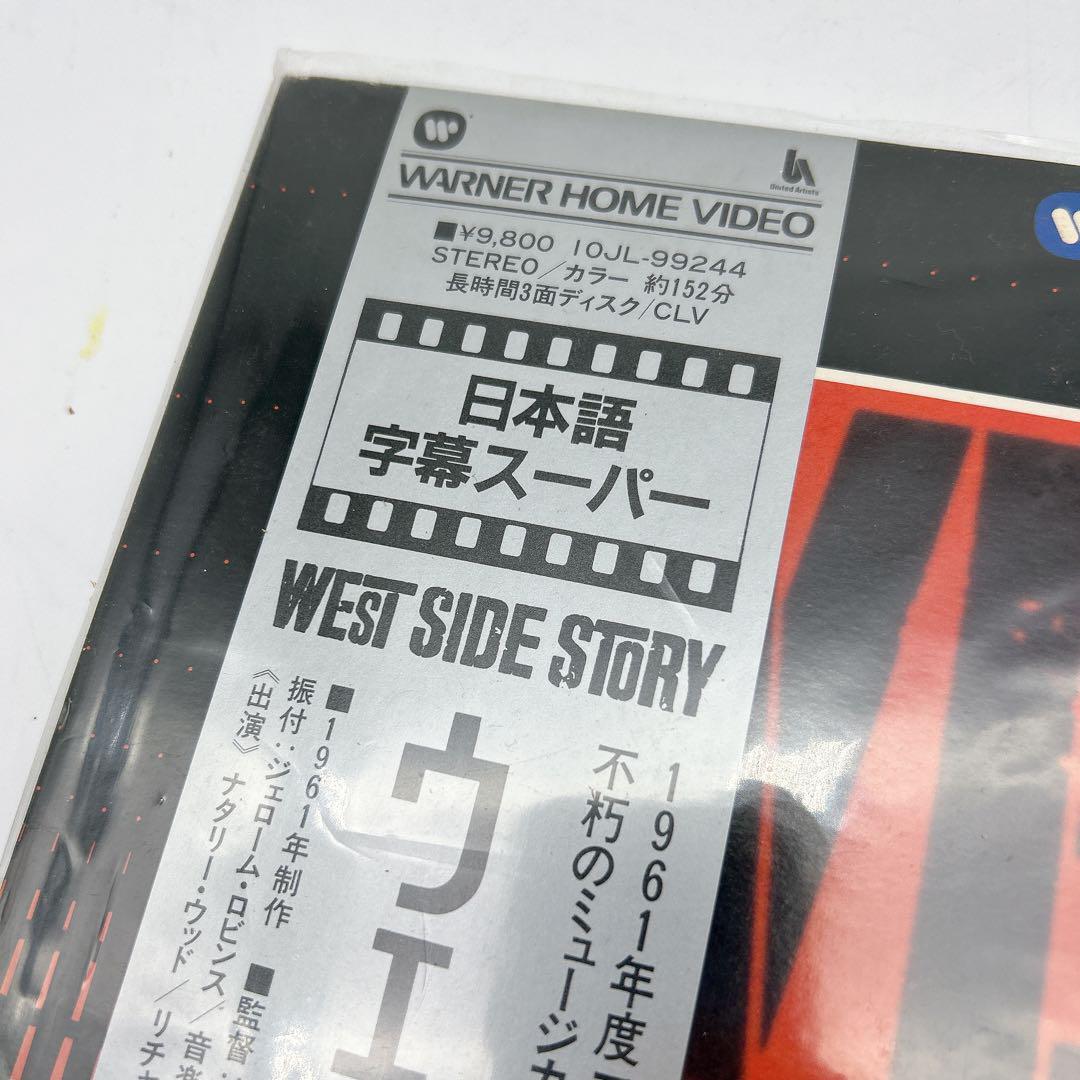 United Artists
WARNER HOME VIDEO
■¥9,800 10JL-99244
STEREO/カラー 約152分
長時間3面ディスク/CLV
日本語
字幕スーパー
WEST SIDE STORY
1961年度
不朽のミュージカ
ウェ
■1961年制作 ■監督:
振付:ジェローム・ロビンス/音楽
《出演》ナタリー・ウッド/リチ